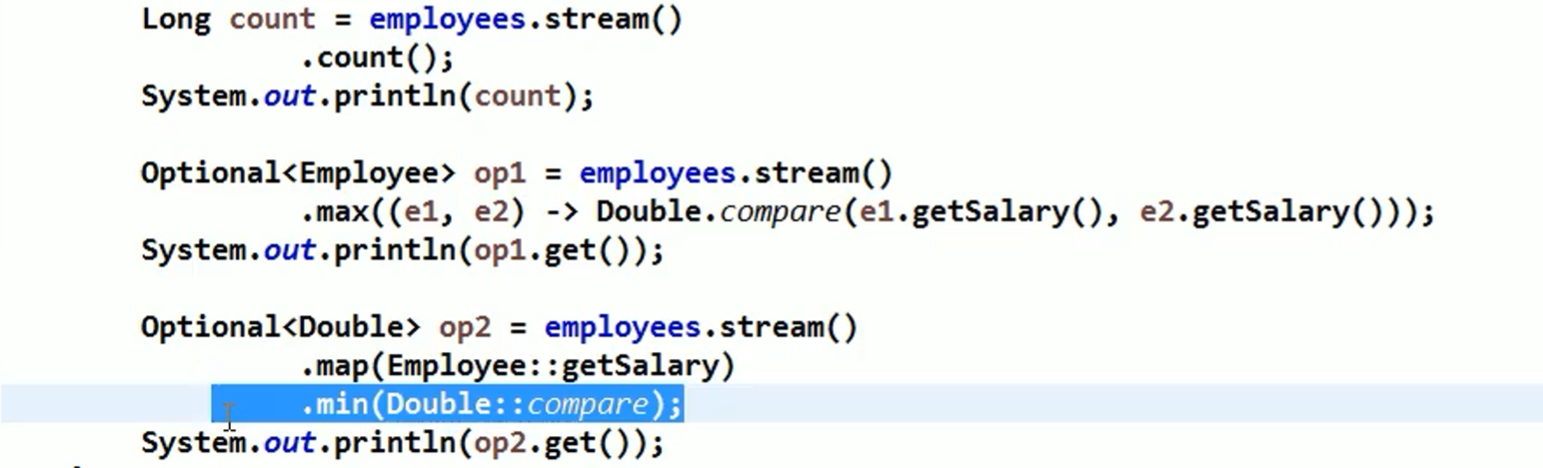 Long count = employees.stream()
.count();
System.out.println(count);
Optional<Employee> op1 = employees.stream()
.max((e1, e2) -> Double.compare(e1.getSalary(), e2.getSalary()));
System.out.println(op1.get());
Optional<Double> op2 = employees.stream()
.map(Employee::getSalary)
.min(Double::compare);
System.out.println(op2.get());